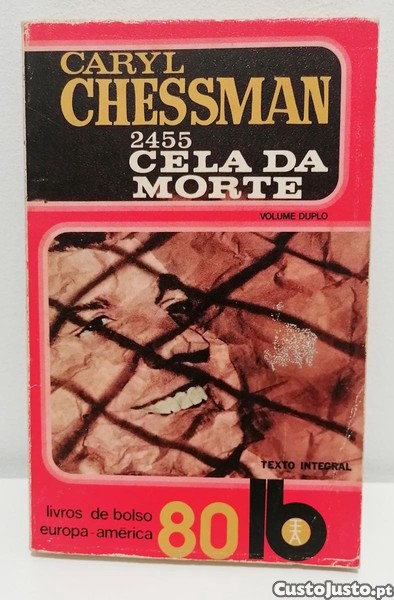 CARYL
CHESSMAN
2455
CELA DA
MORTE
VOLUME DUPLO
TEXTO INTEGRAL
livros de bolso
europa-américa
80
lb
EA
CustoJusto.pt